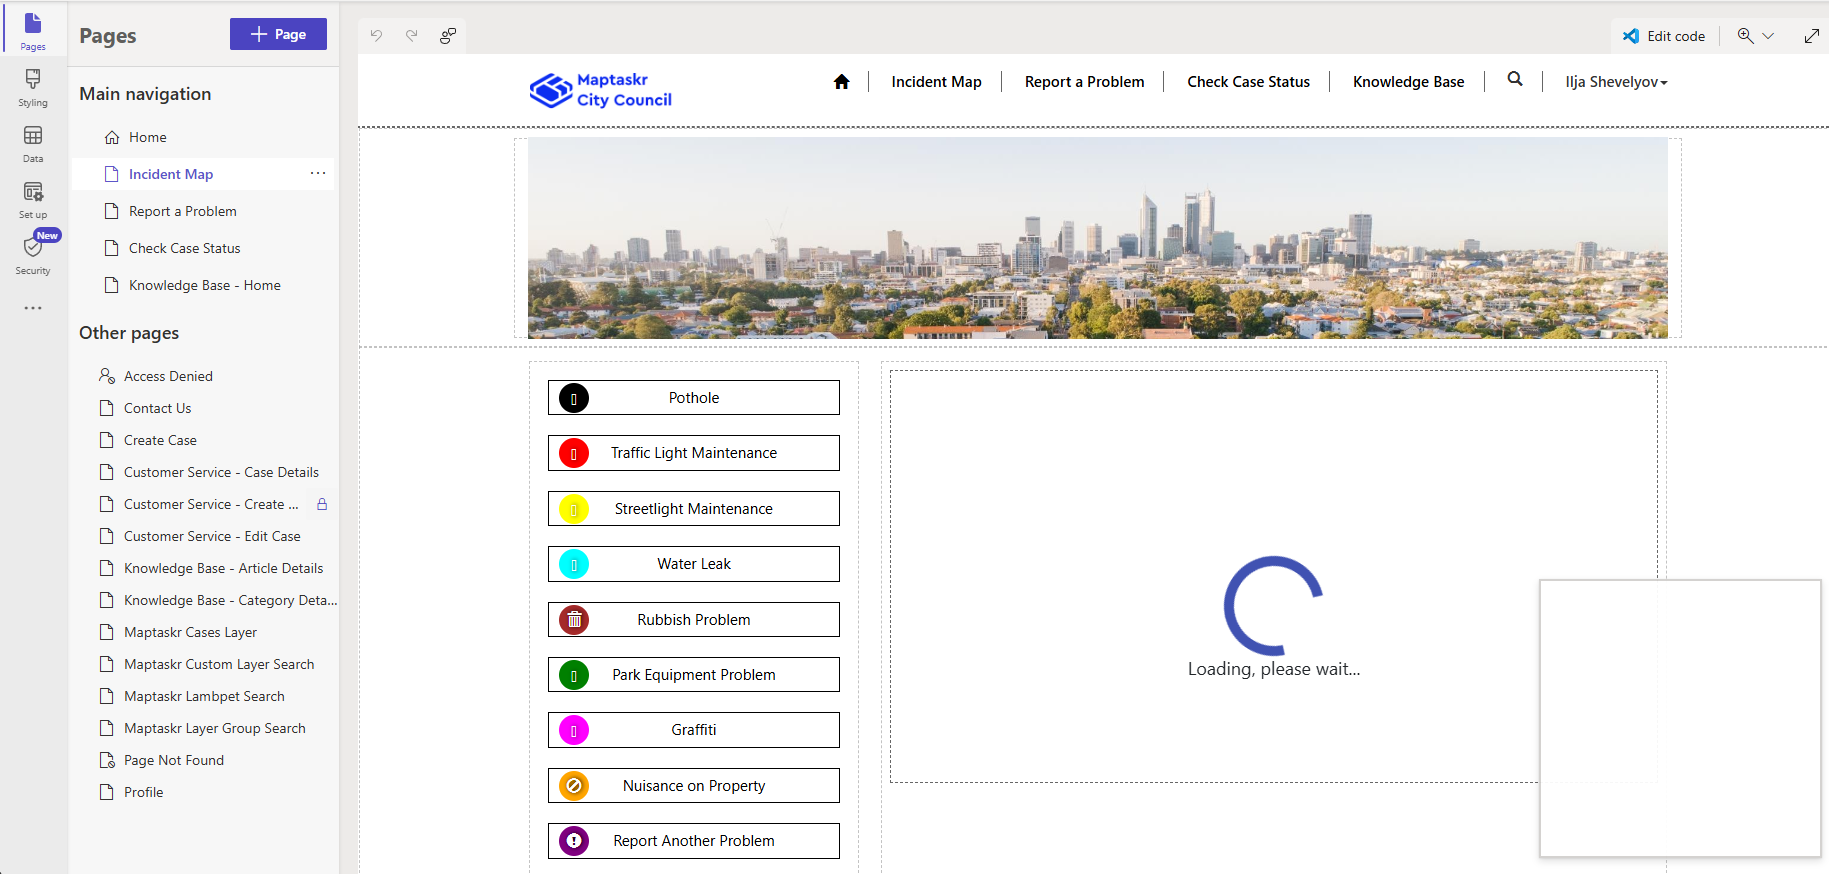 Pages
Styling
Data
Set up
New
Security
Pages
Page
Main navigation
Home
Incident Map
Report a Problem
Check Case Status
Knowledge Base - Home
Other pages
Access Denied
Contact Us
Create Case
Customer Service - Case Details
Customer Service - Create ...
Customer Service - Edit Case
Knowledge Base - Article Details
Knowledge Base - Category Deta...
Maptaskr Cases Layer
Maptaskr Custom Layer Search
Maptaskr Lambpet Search
Maptaskr Layer Group Search
Page Not Found
Profile
Edit code
Maptaskr
City Council
Incident Map
Report a Problem
Check Case Status
Knowledge Base
Ilja Shevelyov
Pothole
Traffic Light Maintenance
Streetlight Maintenance
Water Leak
Rubbish Problem
Park Equipment Problem
Graffiti
Nuisance on Property
Report Another Problem
Loading, please wait...